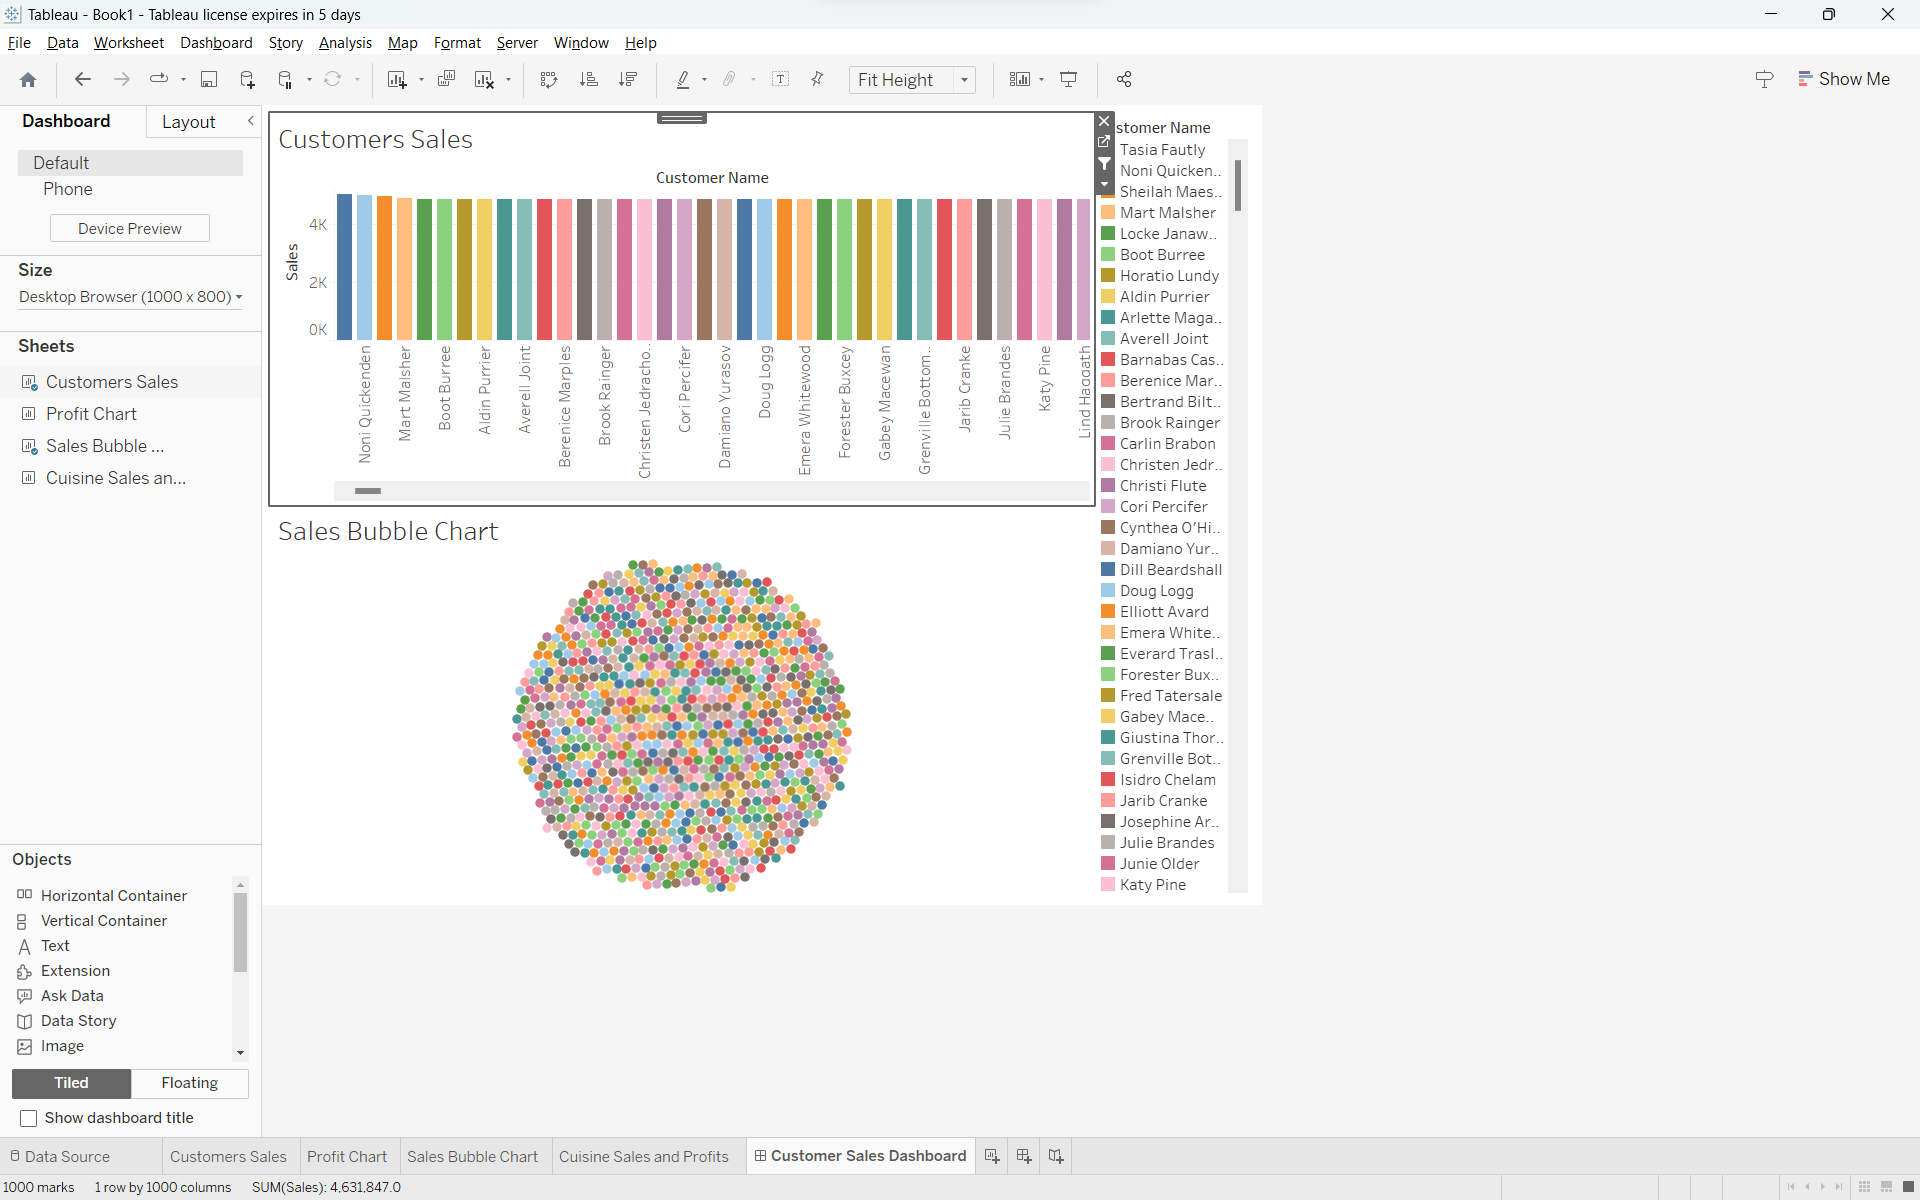 Tableau - Book1 - Tableau license expires in 5 days
File Data Worksheet Dashboard Story Analysis Map Format Server Window Help
Fit Height
Show Me
Dashboard
Layout
Default
Phone
Device Preview
Size
Desktop Browser (1000 x 800)
Sheets
Customers Sales
Profit Chart
Sales Bubble ...
Cuisine Sales an...
Objects
Horizontal Container
Vertical Container
Text
Extension
Ask Data
Data Story
Image
Tiled
Floating
Show dashboard title
Customers Sales
Customer Name
Sales
4K
2K
0K
Noni Quickenden
Mart Malsher
Boot Burree
Aldin Purrier
Averell Joint
Berenice Marples
Brook Rainger
Christen Jedracho..
Cori Percifer
Damiano Yurasov
Doug Logg
Emera Whitewood
Forester Buxcey
Gabey Macewan
Grenville Bottom..
Jarib Cranke
Julie Brandes
Katy Pine
Lind Haggath
Sales Bubble Chart
stomer Name
Tasia Fautly
Noni Quicken..
Sheilah Maes..
Mart Malsher
Locke Janaw..
Boot Burree
Horatio Lundy
Aldin Purrier
Arlette Maga..
Averell Joint
Barnabas Cas..
Berenice Mar..
Bertrand Bilt..
Brook Rainger
Carlin Brabon
Christen Jedr..
Christi Flute
Cori Percifer
Cynthea O'Hi..
Damiano Yur..
Dill Beardshall
Doug Logg
Elliott Avard
Emera White..
Everard Trasl..
Forester Bux..
Fred Tatersale
Gabey Mace..
Giustina Thor..
Grenville Bot..
Isidro Chelam
Jarib Cranke
Josephine Ar..
Julie Brandes
Junie Older
Katy Pine
Data Source
Customers Sales
Profit Chart
Sales Bubble Chart
Cuisine Sales and Profits
Customer Sales Dashboard
1000 marks
1 row by 1000 columns
SUM(Sales): 4,631,847.0